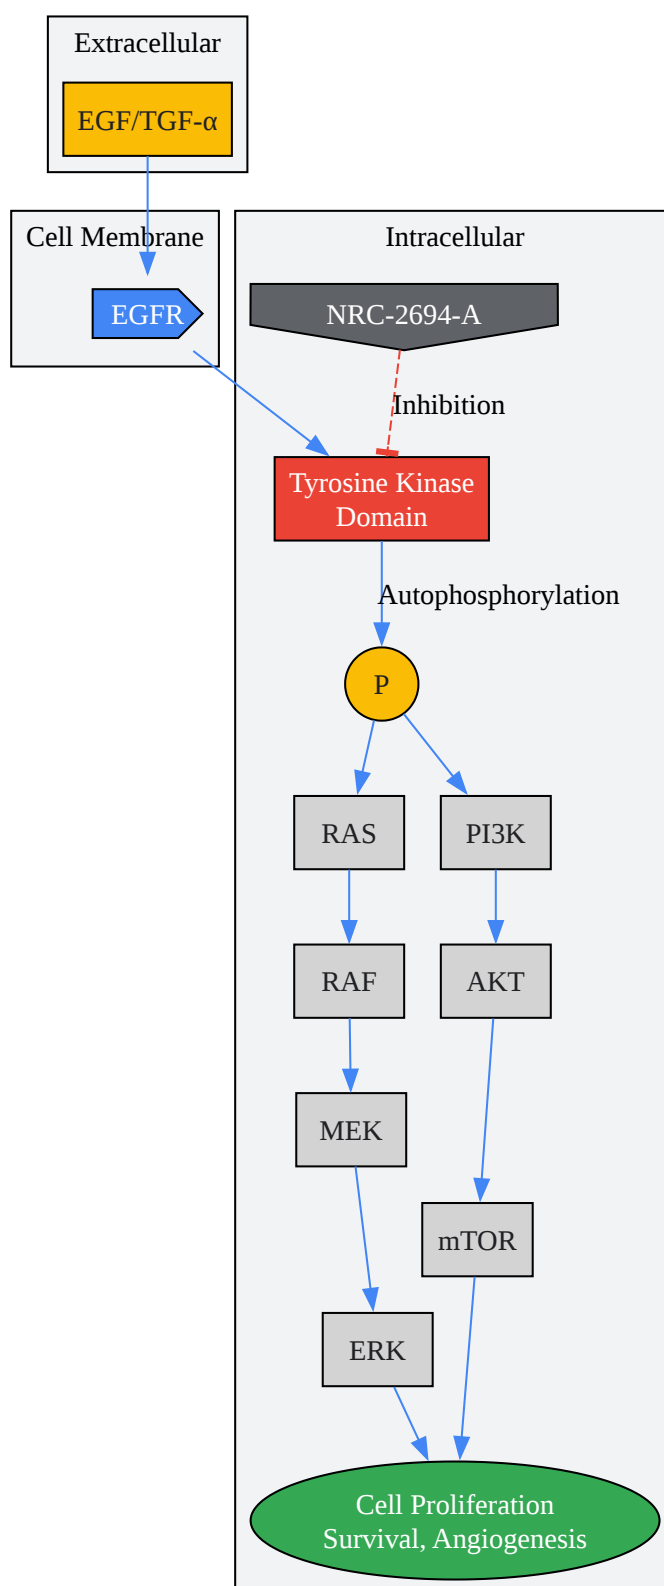 Extracellular
EGF/TGF-α
Cell Membrane
EGFR
Intracellular
NRC-2694-A
Inhibition
Tyrosine Kinase
Domain
Autophosphorylation
P
RAS
PI3K
RAF
AKT
MEK
mTOR
ERK
Cell Proliferation
Survival, Angiogenesis